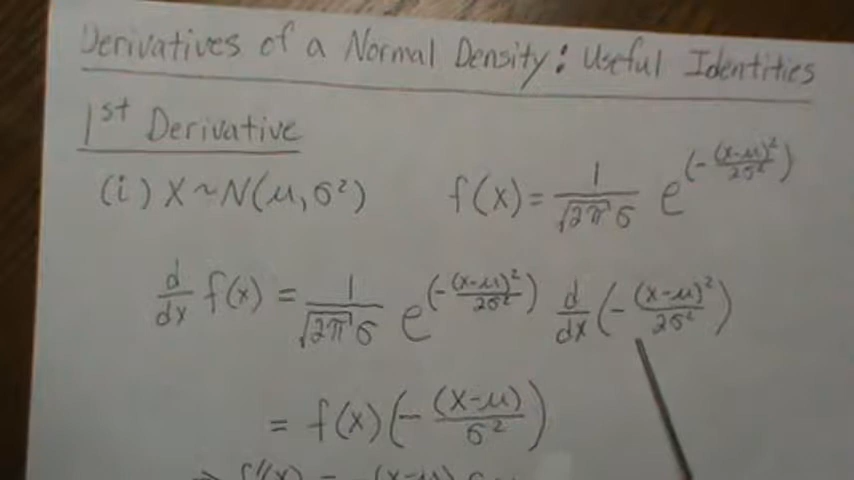 Derivatives of a Normal Density: Useful Identities
1st Derivative
(i) X ~ N(μ, σ²) f(x) = 1/(√2π σ) e^(-(x-μ)²/2σ²)
d/dx f(x) = 1/(√2π σ) e^(-(x-μ)²/2σ²) d/dx (-(x-μ)²/2σ²)
= f(x) (-(x-μ)/σ²)